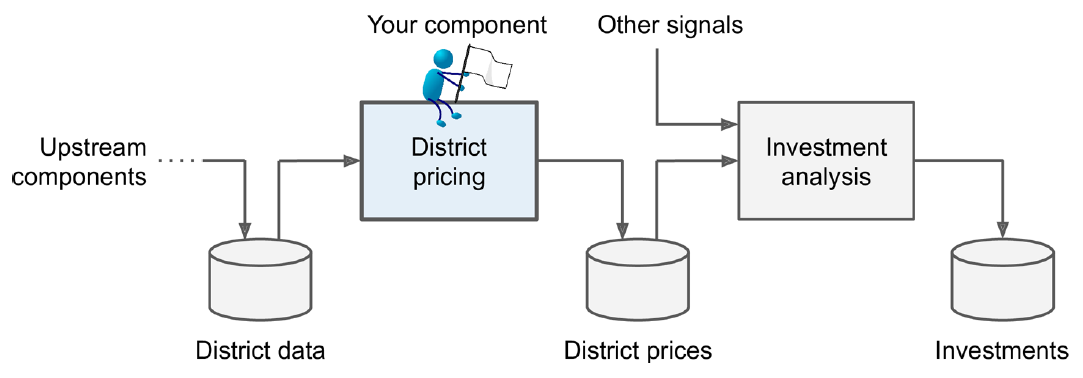 Your component
Other signals
Upstream
components
District
pricing
Investment
analysis
District data
District prices
Investments